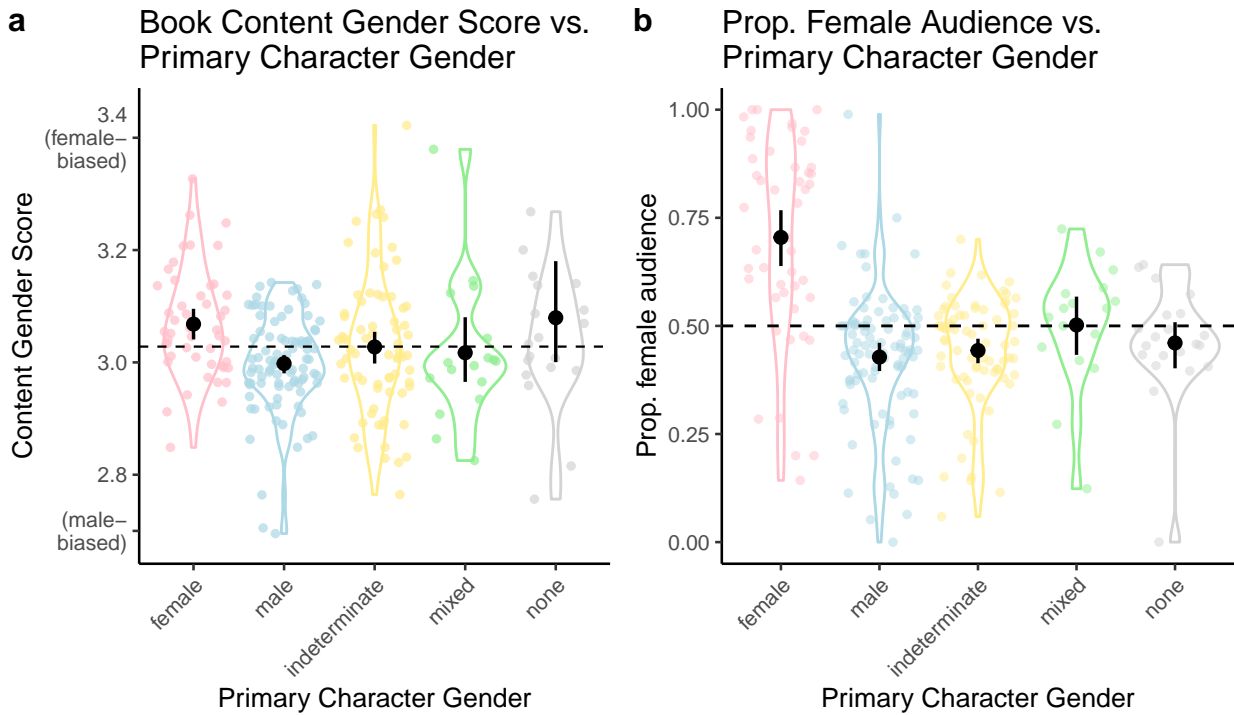 a
Book Content Gender Score vs.
Primary Character Gender
3.4
(female−
biased)
3.2
3.0
2.8
(male−
biased)
Content Gender Score
female
male
indeterminate
mixed
none
Primary Character Gender
b
Prop. Female Audience vs.
Primary Character Gender
1.00
0.75
0.50
0.25
0.00
Prop. female audience
female
male
indeterminate
mixed
none
Primary Character Gender